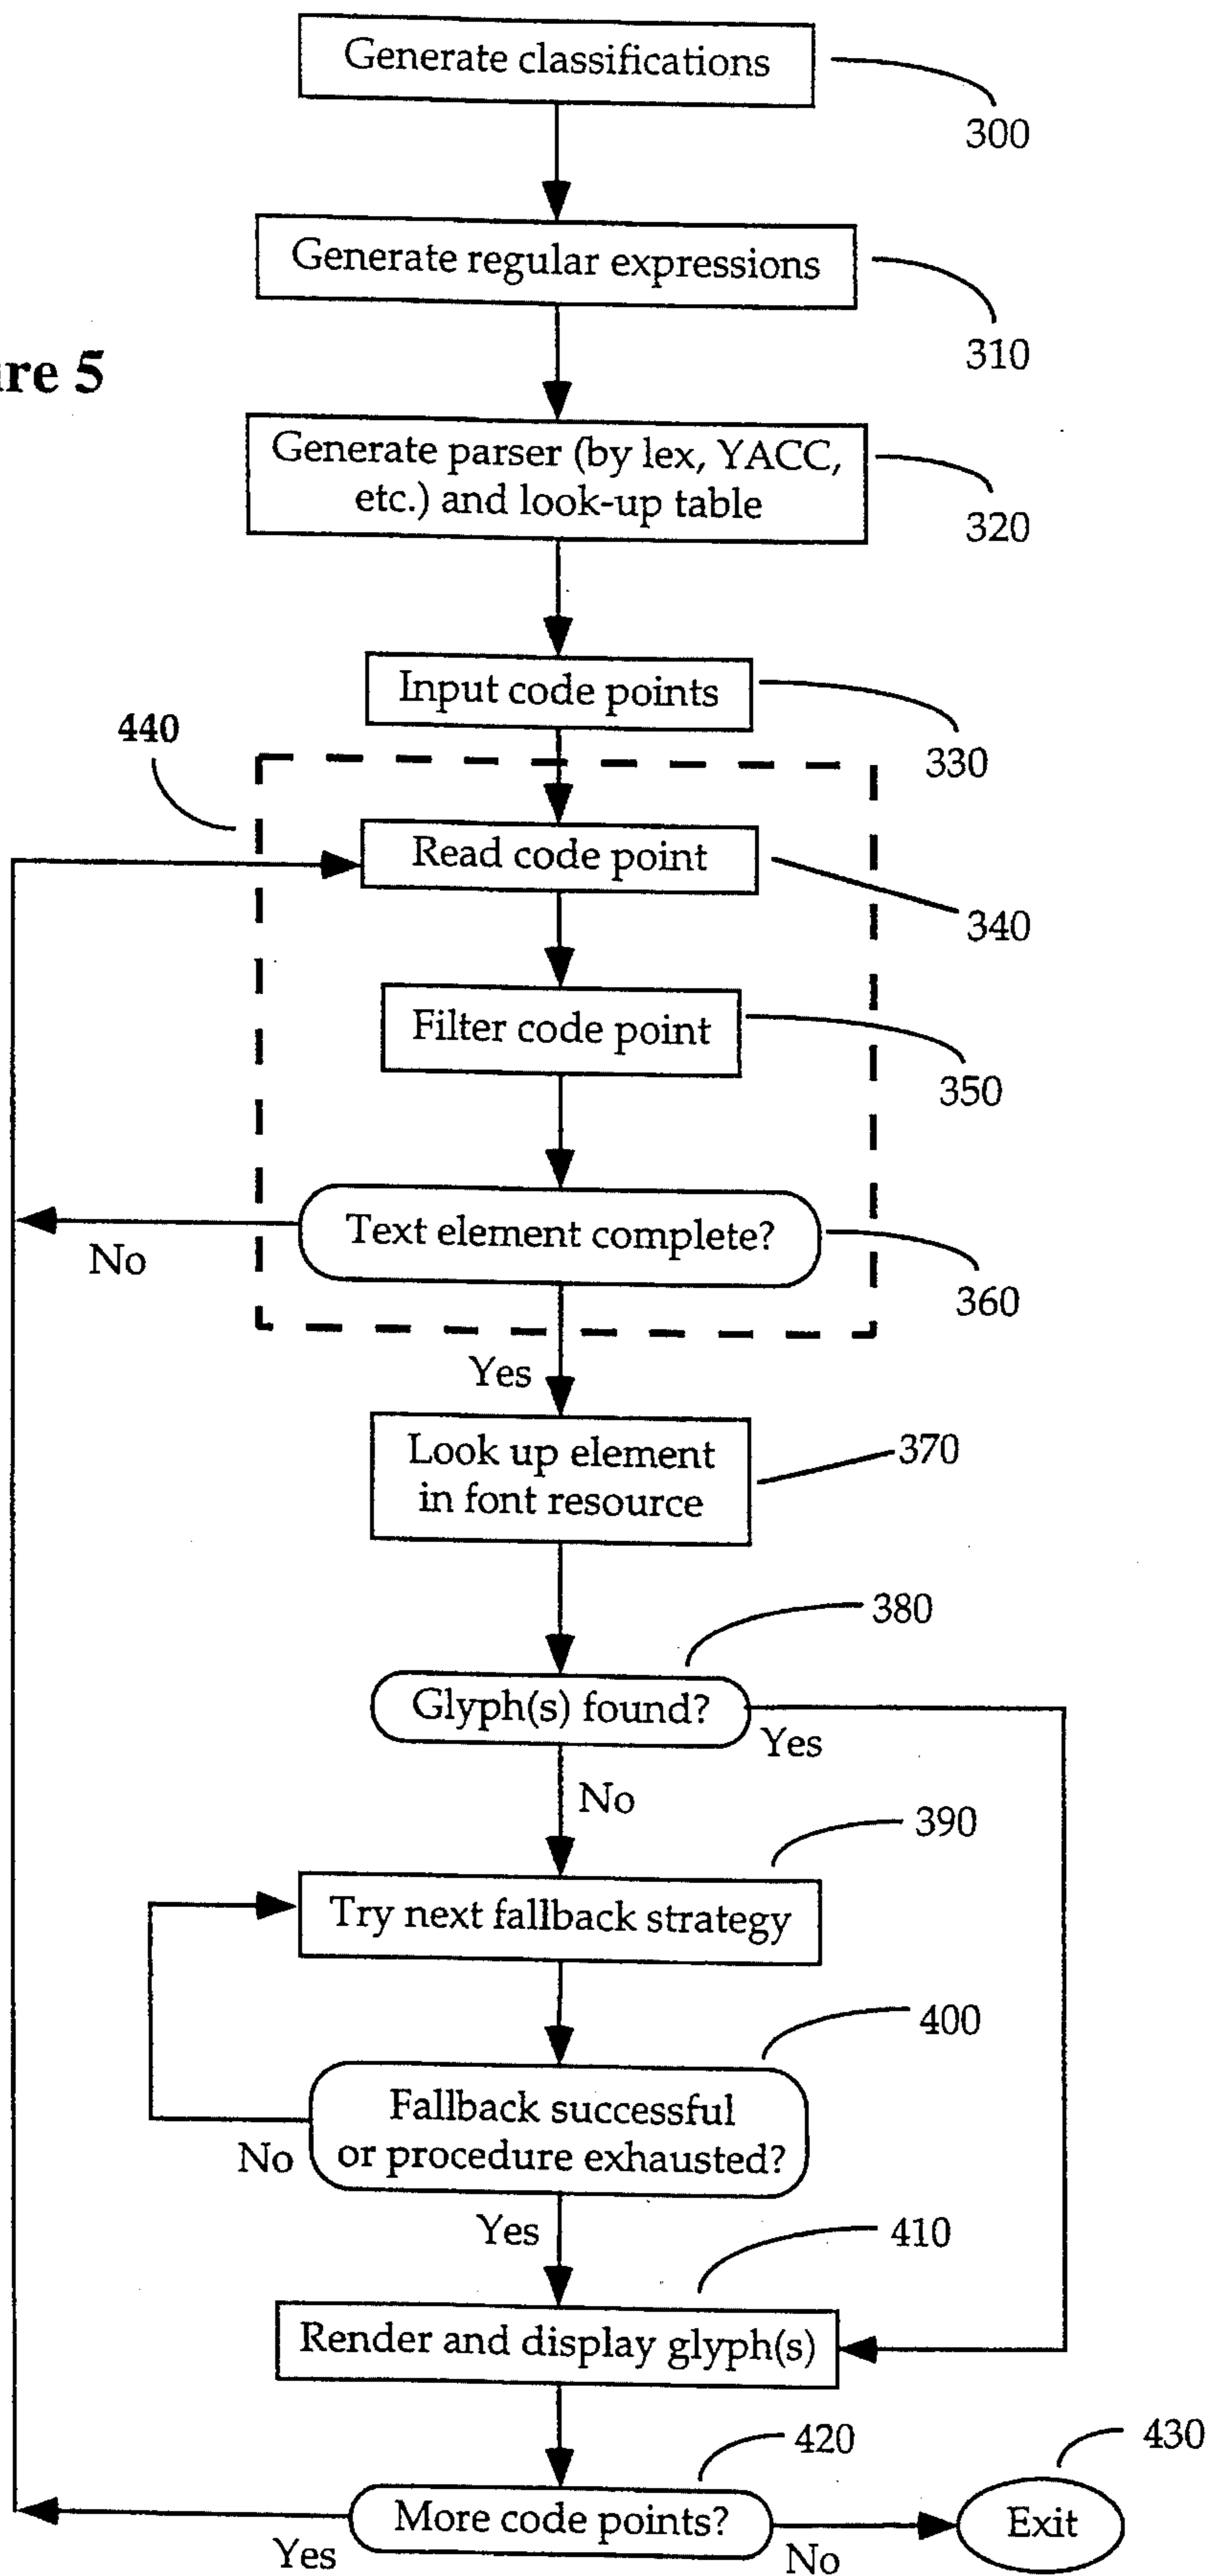 Generate classifications
300
Generate regular expressions
310
ure 5
Generate parser (by lex, YACC,
etc.) and look-up table
320
Input code points
330
440
Read code point
340
Filter code point
350
Text element complete?
No
360
Yes
Look up element
in font resource
370
380
Glyph(s) found?
Yes
No
390
Try next fallback strategy
400
Fallback successful
or procedure exhausted?
No
Yes
410
Render and display glyph(s)
420
430
More code points?
Exit
Yes
No